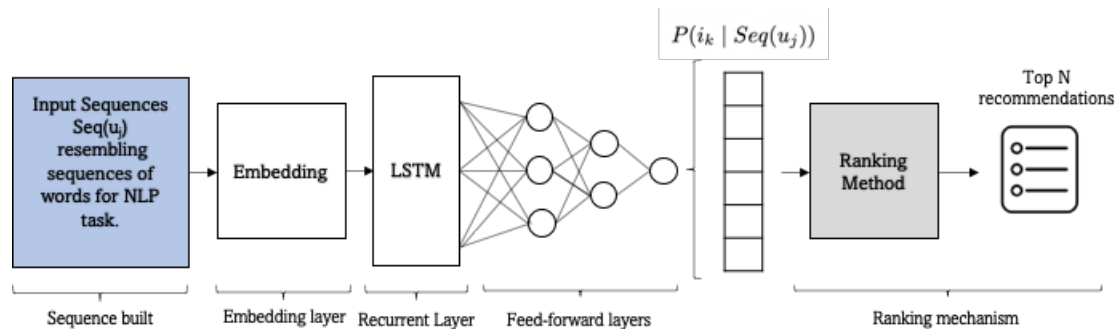 P(i_k | Seq(u_j))
Input Sequences
Seq(u_j)
resembling
sequences of
words for NLP
task.
Embedding
LSTM
Ranking
Method
Top N
recommendations
Sequence built
Embedding layer
Recurrent Layer
Feed-forward layers
Ranking mechanism